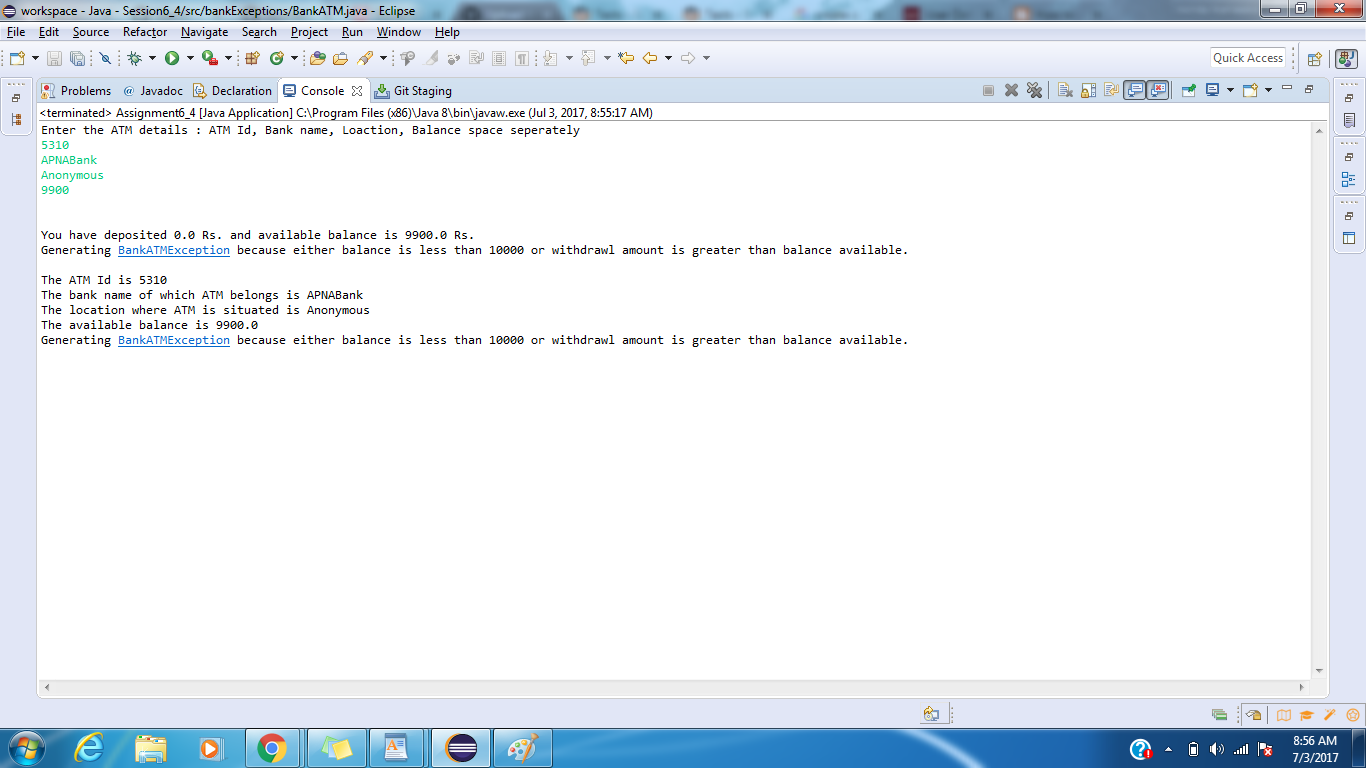 workspace - Java - Session6_4/src/bankExceptions/BankATM.java - Eclipse
File Edit Source Refactor Navigate Search Project Run Window Help
Quick Access
Problems @ Javadoc Declaration Console Git Staging
<terminated> Assignment6_4 [Java Application] C:\Program Files (x86)\Java 8\bin\javaw.exe (Jul 3, 2017, 8:55:17 AM)
Enter the ATM details : ATM Id, Bank name, Loaction, Balance space seperately
5310
APNABank
Anonymous
9900
You have deposited 0.0 Rs. and available balance is 9900.0 Rs.
Generating BankATMException because either balance is less than 10000 or withdrawl amount is greater than balance available.
The ATM Id is 5310
The bank name of which ATM belongs is APNABank
The location where ATM is situated is Anonymous
The available balance is 9900.0
Generating BankATMException because either balance is less than 10000 or withdrawl amount is greater than balance available.
8:56 AM
7/3/2017